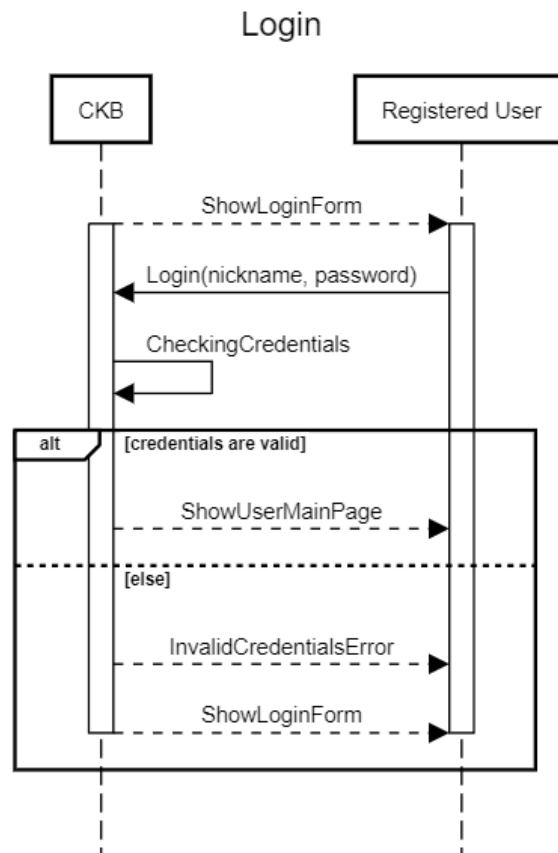 Login
CKB
Registered User
ShowLoginForm
Login(nickname, password)
CheckingCredentials
alt
[credentials are valid]
ShowUserMainPage
[else]
InvalidCredentialsError
ShowLoginForm